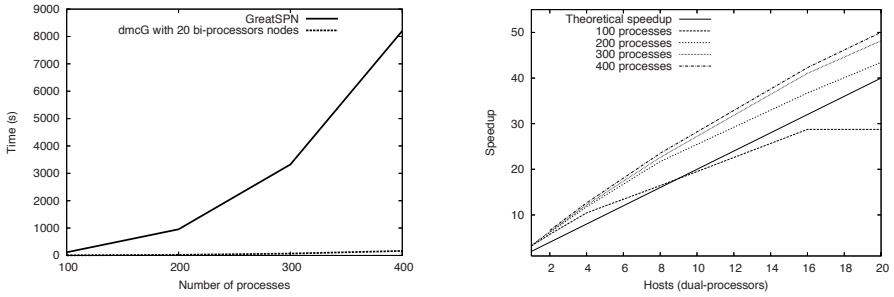 GreatSPN
dmcG with 20 bi-processors nodes
9000
8000
7000
6000
5000
4000
3000
2000
1000
0
Time (s)
100
200
300
400
Number of processes
Theoretical speedup
100 processes
200 processes
300 processes
400 processes
50
40
30
20
10
Speedup
2
4
6
8
10
12
14
16
18
20
Hosts (dual-processors)